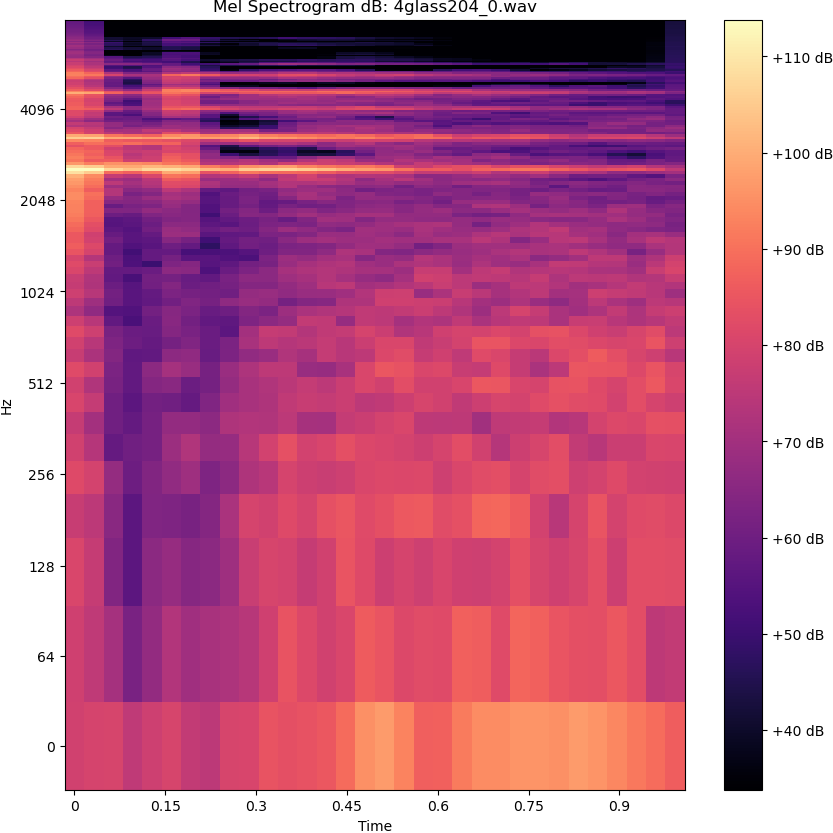 Mel Spectrogram dB: 4glass204_0.wav
+110 dB
4096
+100 dB
2048
+90 dB
1024
+80 dB
512
Hz
+70 dB
256
+60 dB
128
+50 dB
64
+40 dB
0
0 0.15 0.3 0.45 0.6 0.75 0.9
Time